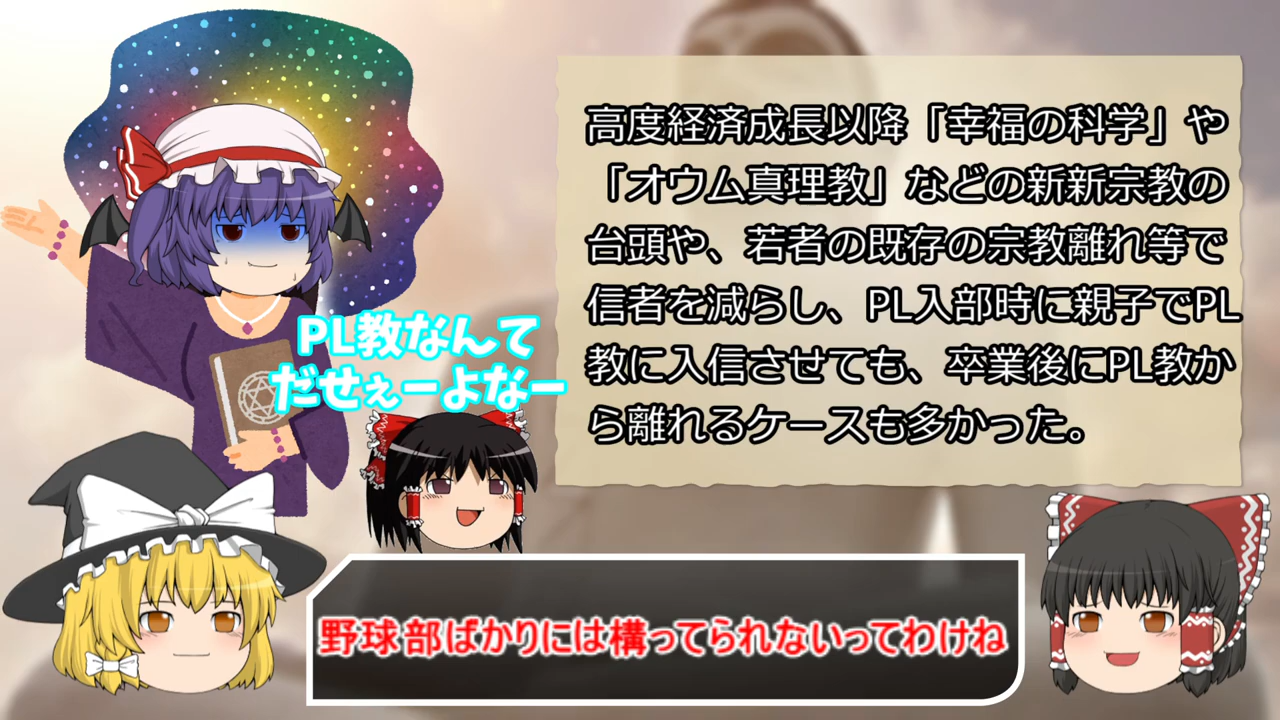 高度経済成長以降「幸福の科学」や
「オウム真理教」などの新新宗教の
台頭や、若者の既存の宗教離れ等で
信者を減らし、PL入部時に親子でPL
教に入信させても、卒業後にPL教か
ら離れるケースも多かった。
PL教なんて
だせぇーよなー
野球部ばかりには構ってられないってわけね